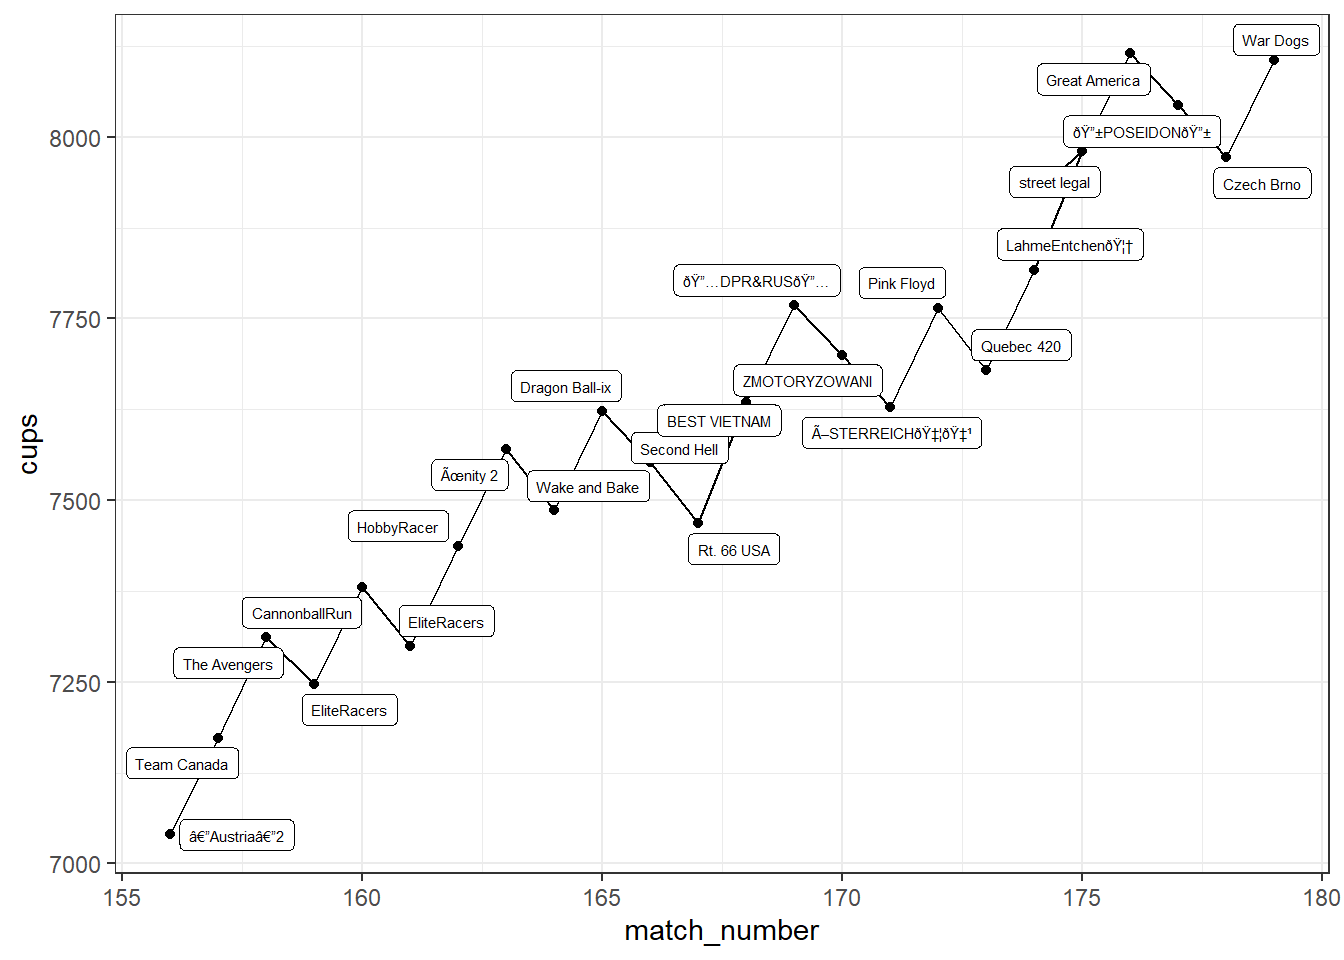 War Dogs
Great America
8000
ðŸ”±POSEIDONðŸ”±
street legal
Czech Brno
LahmeEntchenðŸ¦†
ðŸ”…DPR&RUSðŸ”…
Pink Floyd
7750
Quebec 420
ZMOTORYZOWANI
Dragon Ball-ix
BEST VIETNAM
Ã–STERREICHðŸ‡¦ðŸ‡¹
Second Hell
Ãœnity 2
Wake and Bake
7500
HobbyRacer
Rt. 66 USA
cups
CannonballRun
EliteRacers
The Avengers
7250
EliteRacers
Team Canada
â€”Austriaâ€”2
7000
155 160 165 170 175 180
match_number